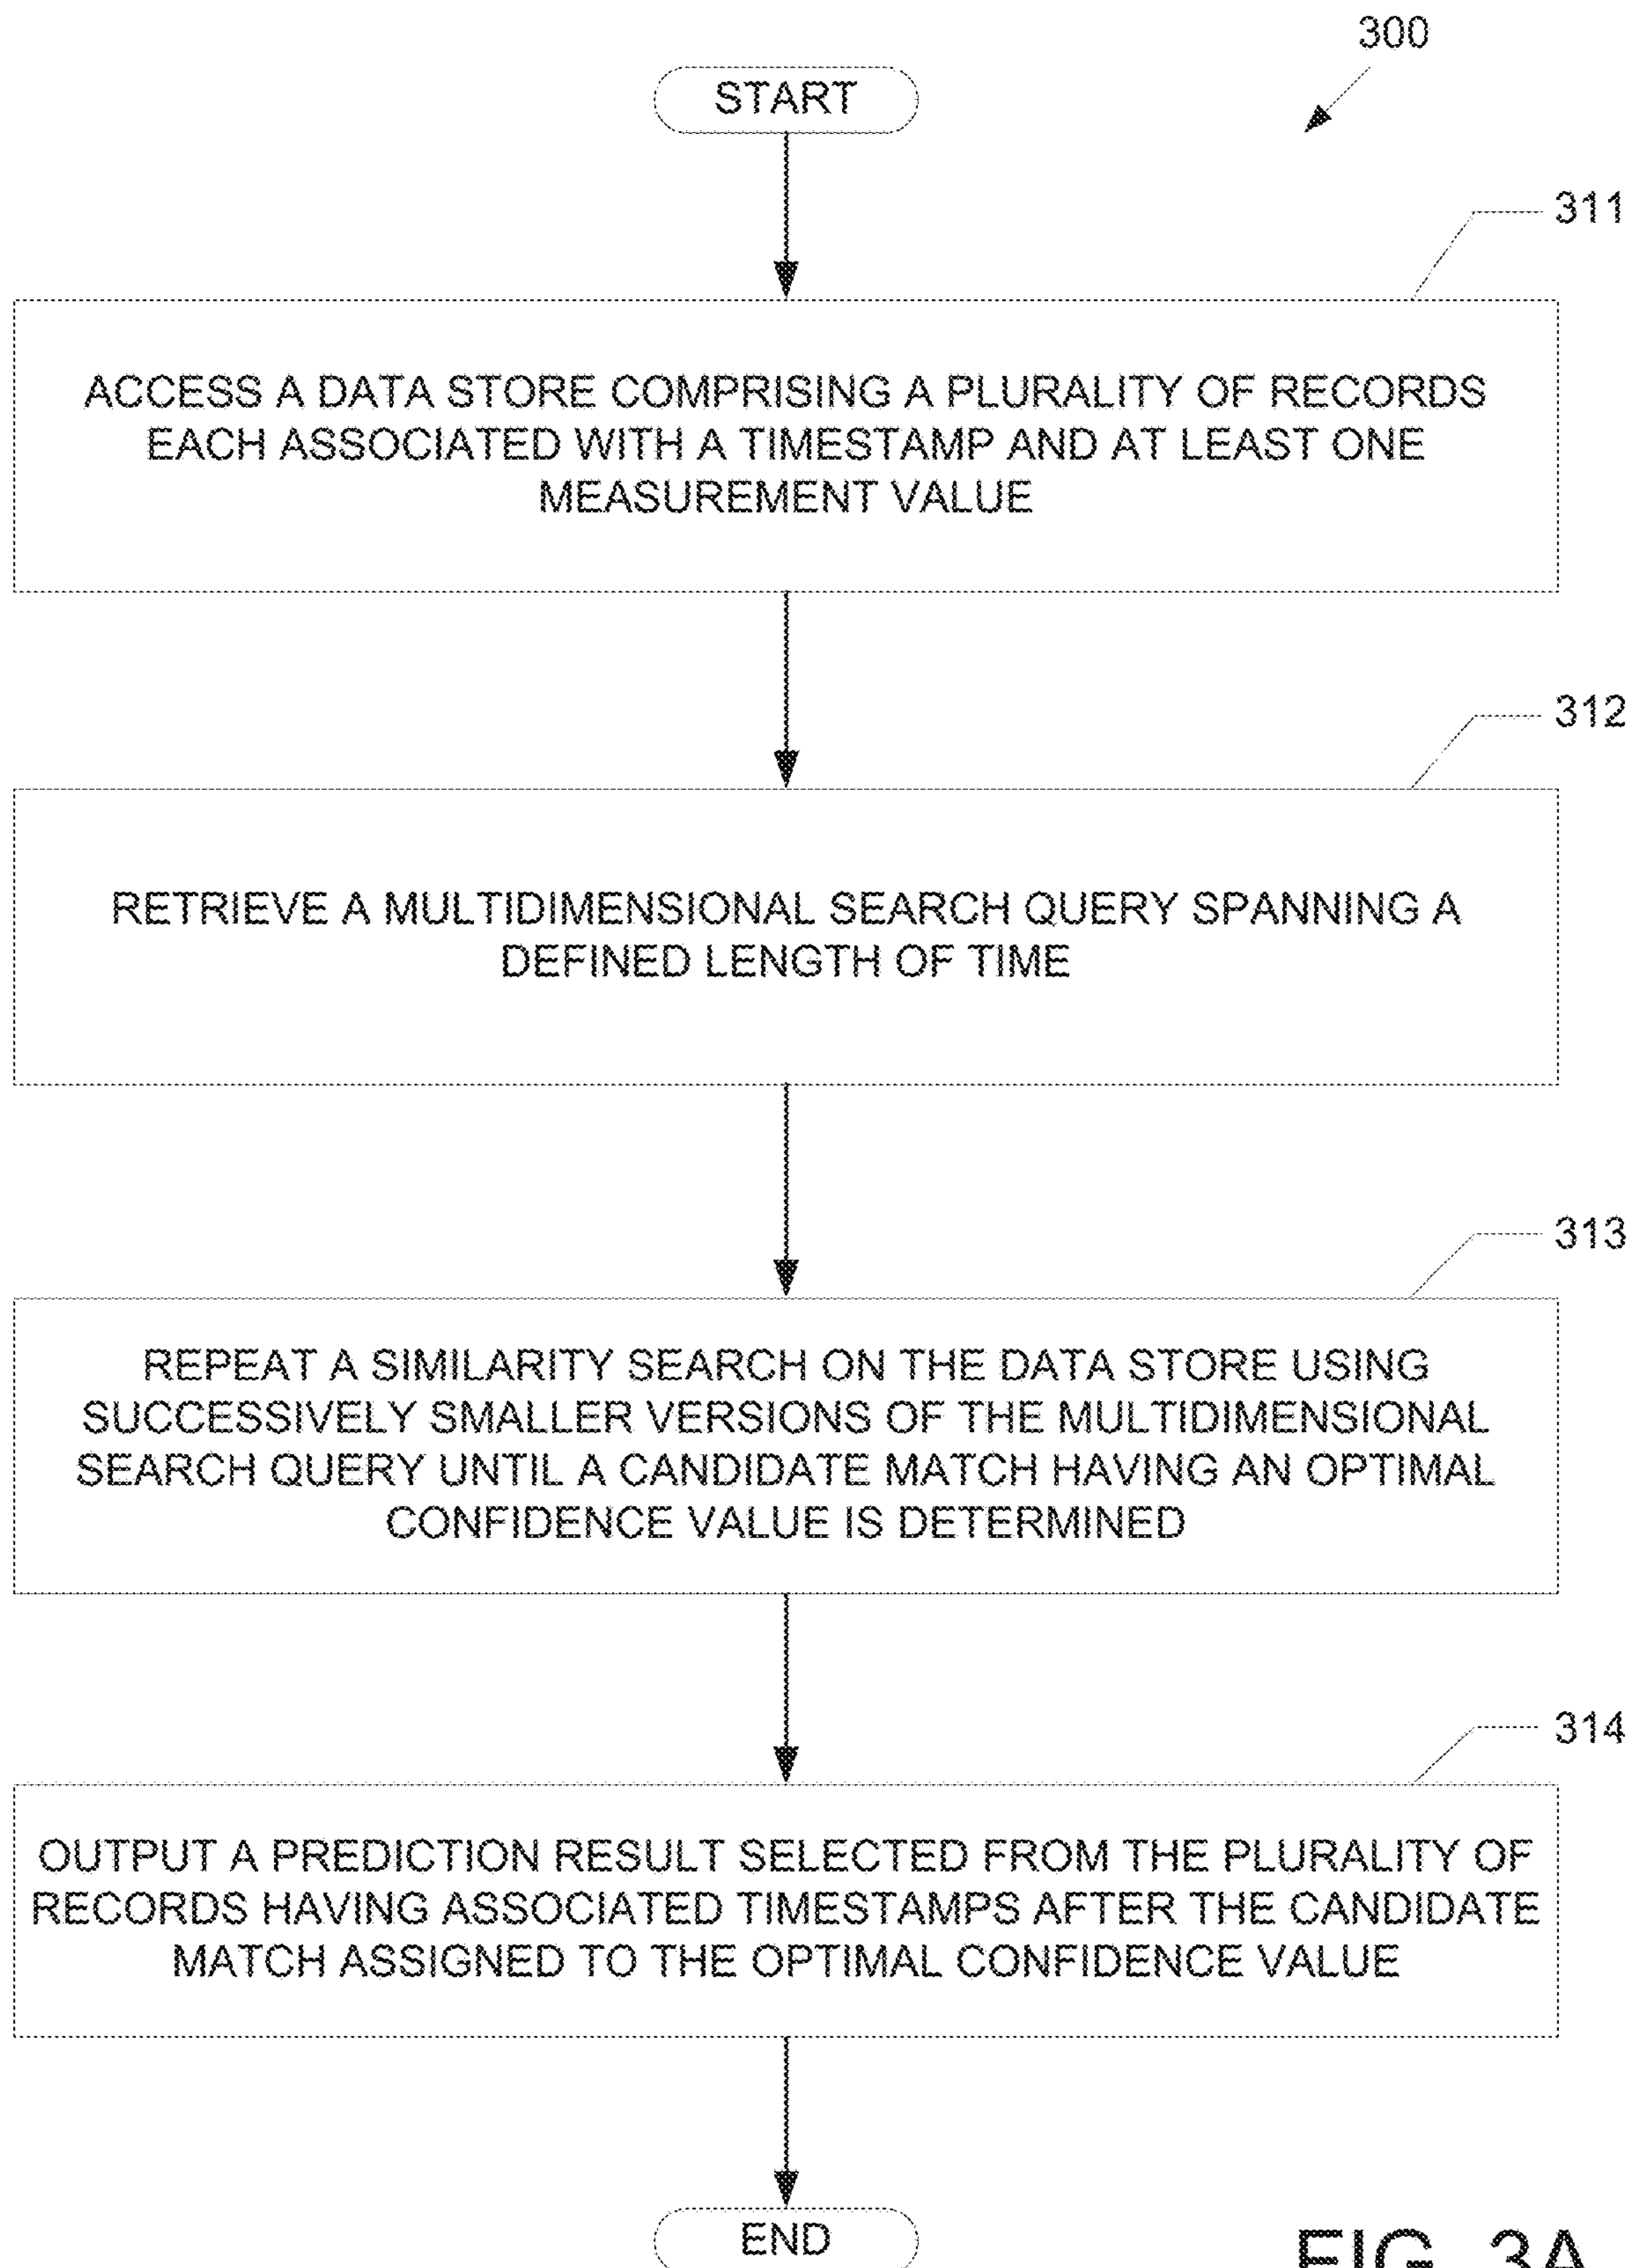 300
START
311
ACCESS A DATA STORE COMPRISING A PLURALITY OF RECORDS
EACH ASSOCIATED WITH A TIMESTAMP AND AT LEAST ONE
MEASUREMENT VALUE
312
RETRIEVE A MULTIDIMENSIONAL SEARCH QUERY SPANNING A
DEFINED LENGTH OF TIME
313
REPEAT A SIMILARITY SEARCH ON THE DATA STORE USING
SUCCESSIVELY SMALLER VERSIONS OF THE MULTIDIMENSIONAL
SEARCH QUERY UNTIL A CANDIDATE MATCH HAVING AN OPTIMAL
CONFIDENCE VALUE IS DETERMINED
314
OUTPUT A PREDICTION RESULT SELECTED FROM THE PLURALITY OF
RECORDS HAVING ASSOCIATED TIMESTAMPS AFTER THE CANDIDATE
MATCH ASSIGNED TO THE OPTIMAL CONFIDENCE VALUE
END
FIG. 3A